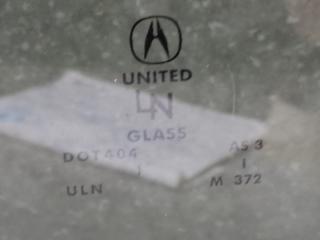 UNITED
UN
GLASS
DOT404 AS 3
I I
ULN M 372